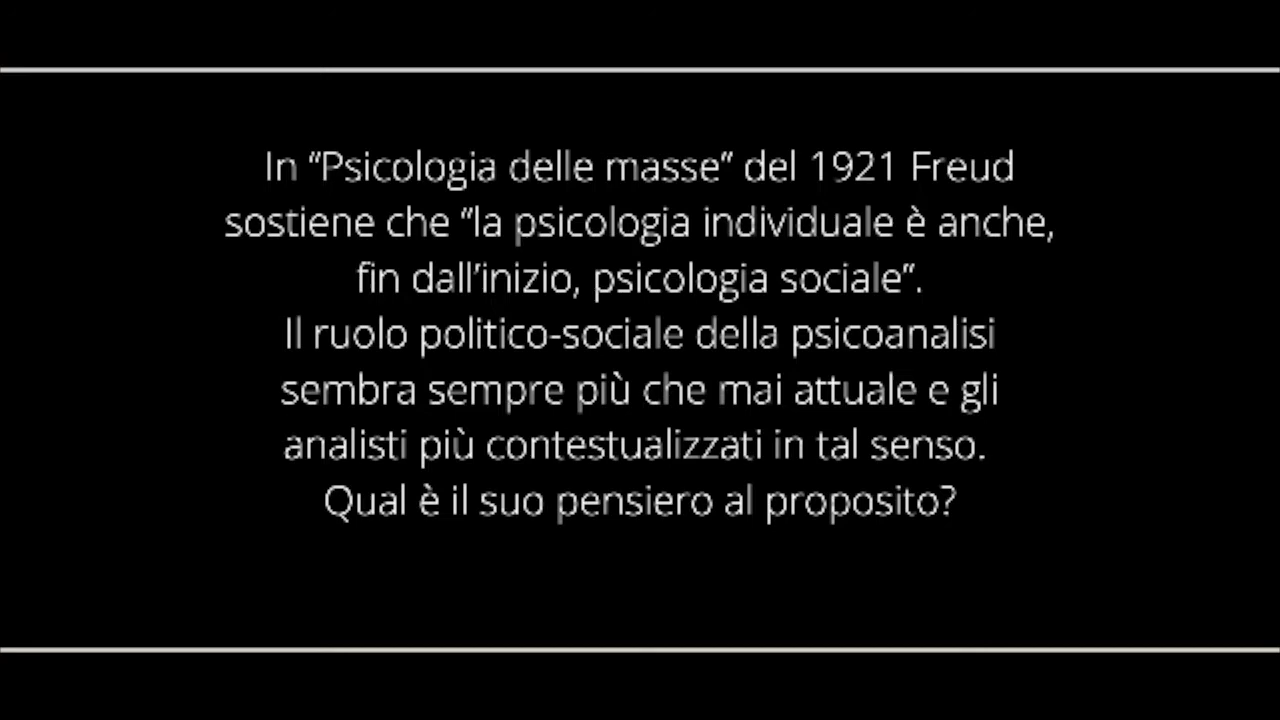 In “Psicologia delle masse” del 1921 Freud
sostiene che “la psicologia individuale è anche,
fin dall’inizio, psicologia sociale”.
Il ruolo politico-sociale della psicoanalisi
sembra sempre più che mai attuale e gli
analisti più contestualizzati in tal senso.
Qual è il suo pensiero al proposito?